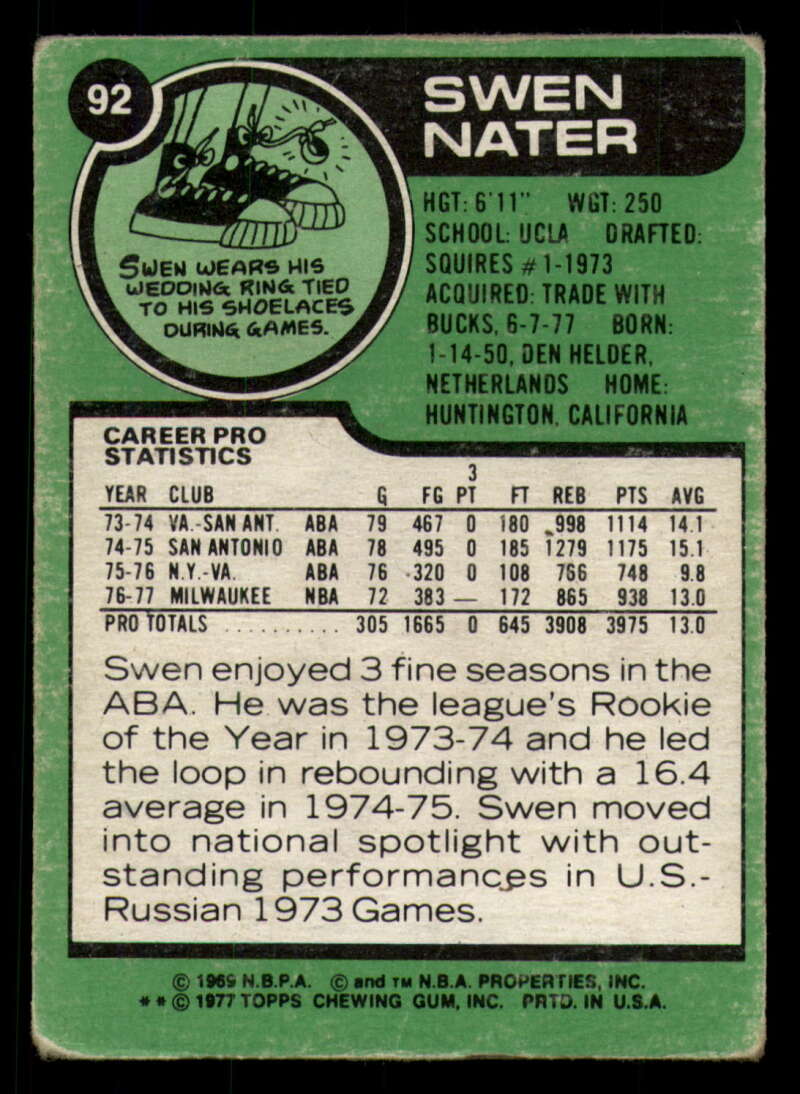 92
SWEN
NATER
SWEN WEARS HIS
WEDDING RING TIED
TO HIS SHOELACES
DURING GAMES.
HGT: 6'11" WGT: 250
SCHOOL: UCLA DRAFTED:
SQUIRES #1-1973
ACQUIRED: TRADE WITH
BUCKS, 6-7-77 BORN:
1-14-50, DEN HELDER,
NETHERLANDS HOME:
HUNTINGTON, CALIFORNIA
CAREER PRO
STATISTICS
YEAR CLUB G FG 3 PT FT REB PTS AVG
73-74 VA.-SAN ANT. ABA 79 467 0 180 998 1114 14.1
74-75 SAN ANTONIO ABA 78 495 0 185 1279 1175 15.1
75-76 N.Y.-VA. ABA 76 320 0 108 766 748 9.8
76-77 MILWAUKEE NBA 72 383 — 172 865 938 13.0
PRO TOTALS .......... 305 1665 0 645 3908 3975 13.0
Swen enjoyed 3 fine seasons in the
ABA. He was the league's Rookie
of the Year in 1973-74 and he led
the loop in rebounding with a 16.4
average in 1974-75. Swen moved
into national spotlight with out-
standing performances in U.S.-
Russian 1973 Games.
© 1969 N.B.P.A. © and TM N.B.A. PROPERTIES, INC.
** © 1977 TOPPS CHEWING GUM, INC. PRTD. IN U.S.A.